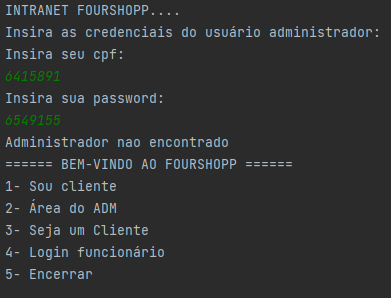 INTRANET FOURSHOPP....
Insira as credenciais do usuário administrador:
Insira seu cpf:
6415891
Insira sua password:
6549155
Administrador nao encontrado
====== BEM-VINDO AO FOURSHOPP ======
1- Sou cliente
2- Área do ADM
3- Seja um Cliente
4- Login funcionário
5- Encerrar